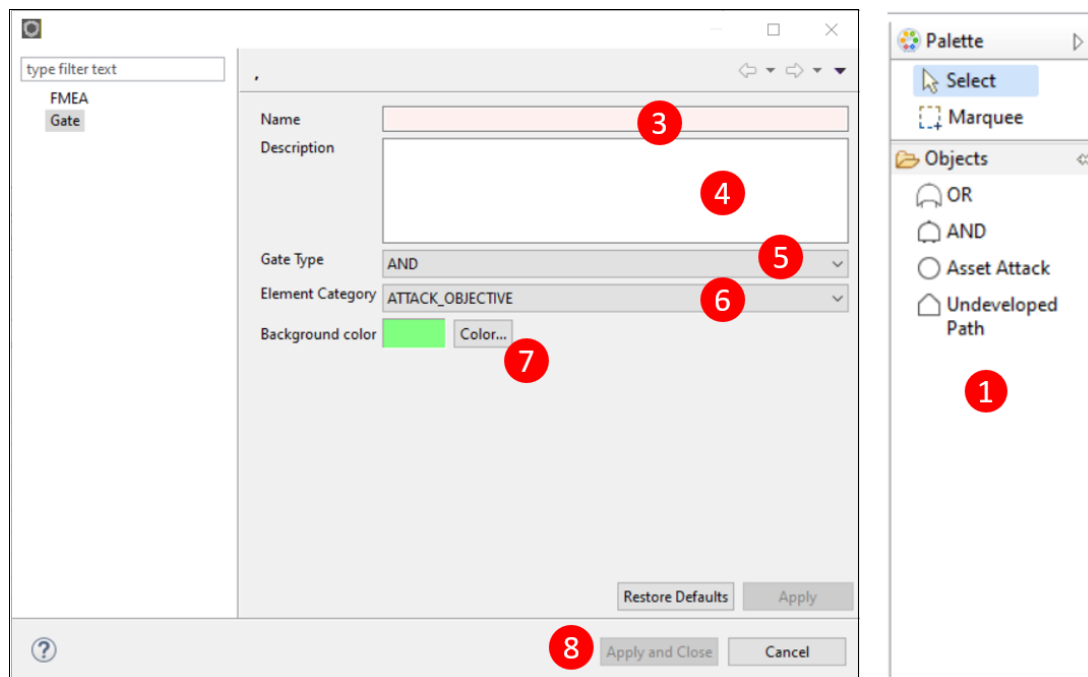 type filter text
FMEA
Gate
,
Name
3
Description
4
Gate Type
AND
5
Element Category
ATTACK_OBJECTIVE
6
Background color
Color...
7
Restore Defaults
Apply
?
8
Apply and Close
Cancel
Palette
Select
Marquee
Objects
OR
AND
Asset Attack
Undeveloped
Path
1